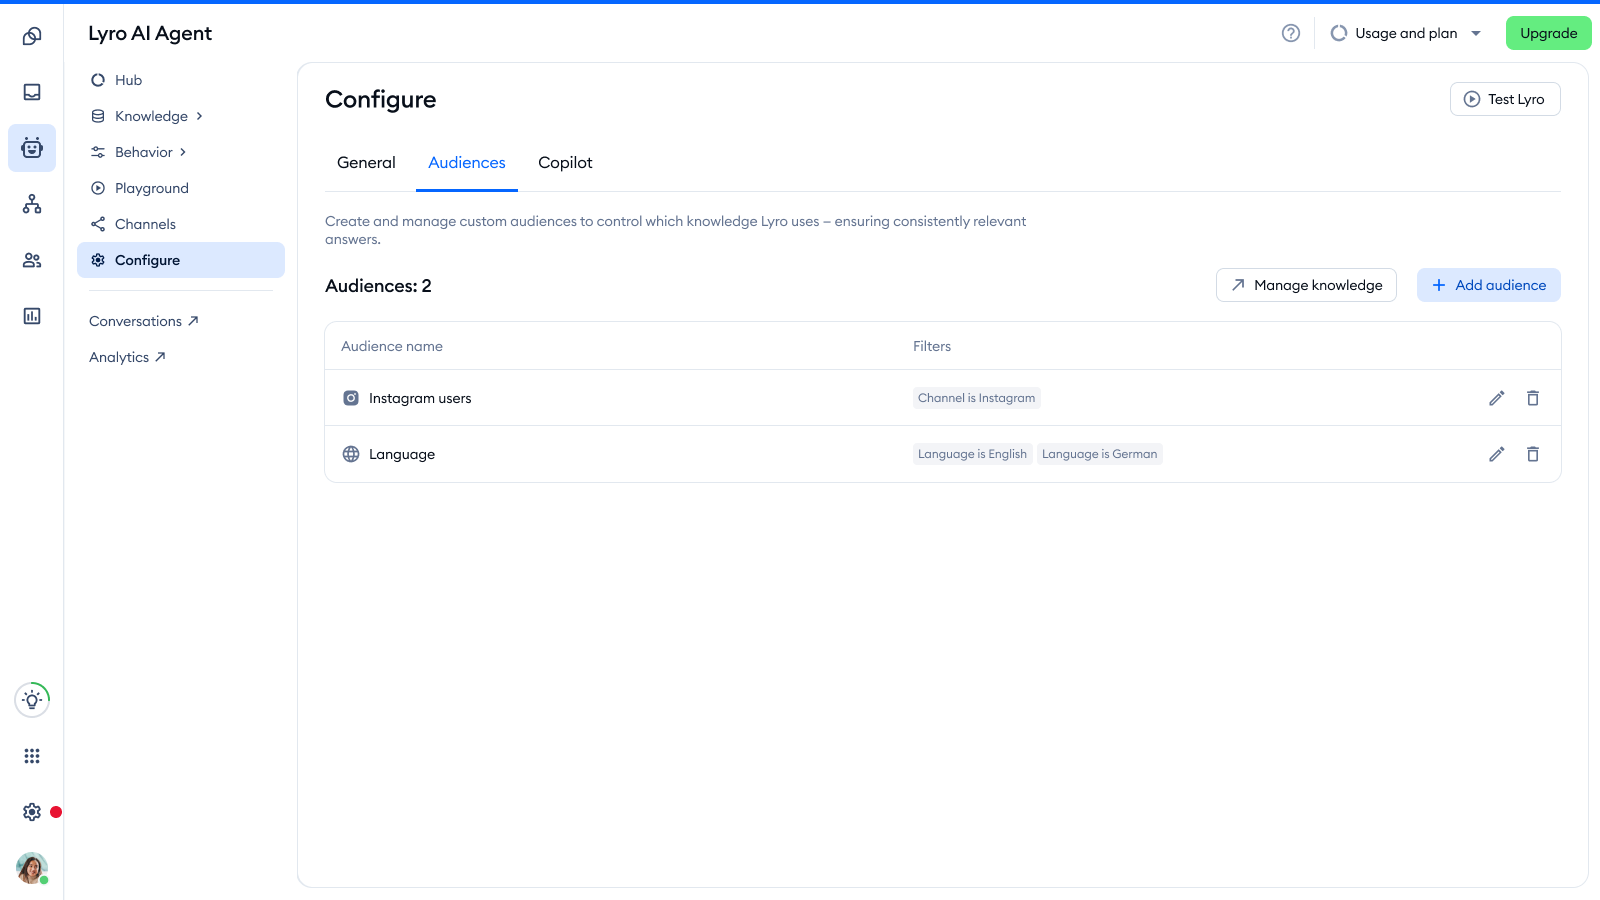 Lyro AI Agent
Usage and plan
Upgrade
Hub
Knowledge
Behavior
Playground
Channels
Configure
Conversations
Analytics
Configure
Test Lyro
General
Audiences
Copilot
Create and manage custom audiences to control which knowledge Lyro uses – ensuring consistently relevant
answers.
Audiences: 2
Manage knowledge
Add audience
Audience name
Filters
Instagram users
Channel is Instagram
Language
Language is English
Language is German